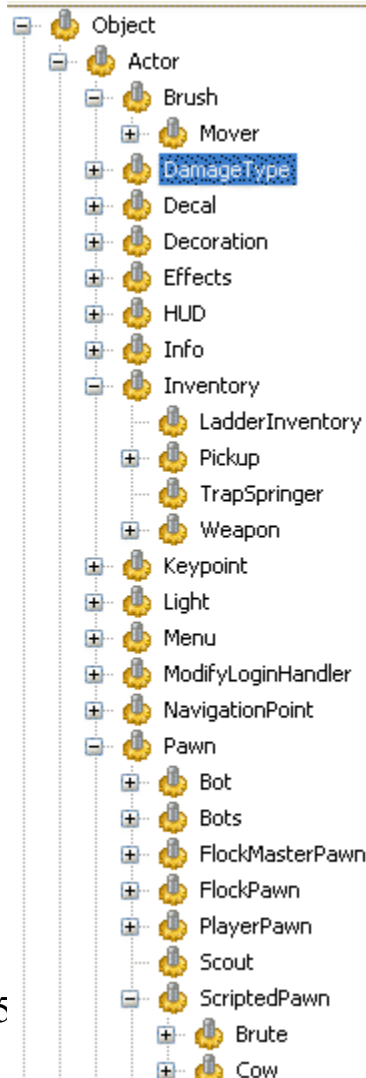 Object
Actor
Brush
Mover
DamageType
Decal
Decoration
Effects
HUD
Info
Inventory
LadderInventory
Pickup
TrapSpringer
Weapon
Keypoint
Light
Menu
ModifyLoginHandler
NavigationPoint
Pawn
Bot
Bots
FlockMasterPawn
FlockPawn
PlayerPawn
Scout
5
ScriptedPawn
Brute
Cow